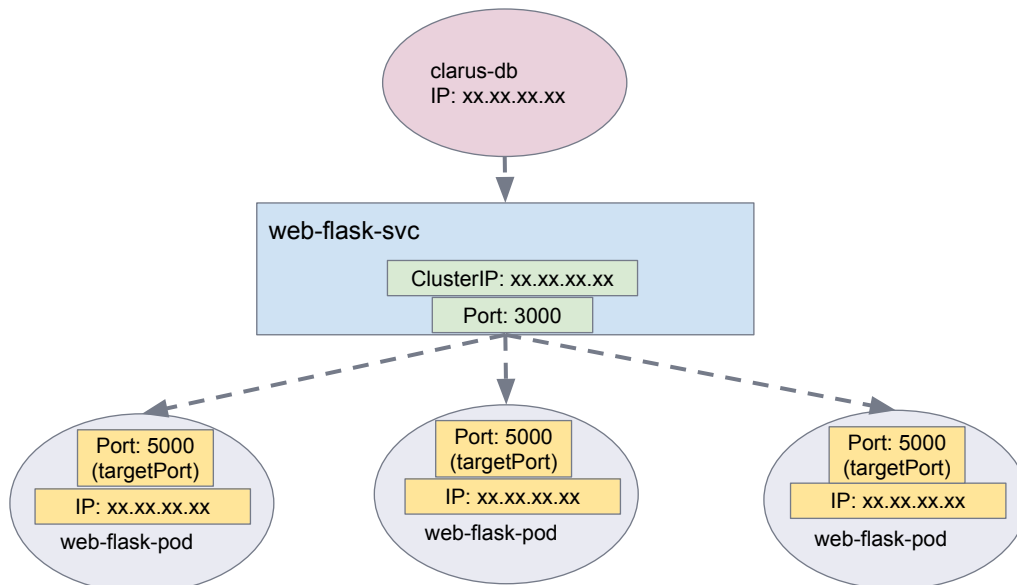 clarus-db
IP: xx.xx.xx.xx
web-flask-svc
ClusterIP: xx.xx.xx.xx
Port: 3000
Port: 5000
(targetPort)
IP: xx.xx.xx.xx
web-flask-pod
Port: 5000
(targetPort)
IP: xx.xx.xx.xx
web-flask-pod
Port: 5000
(targetPort)
IP: xx.xx.xx.xx
web-flask-pod